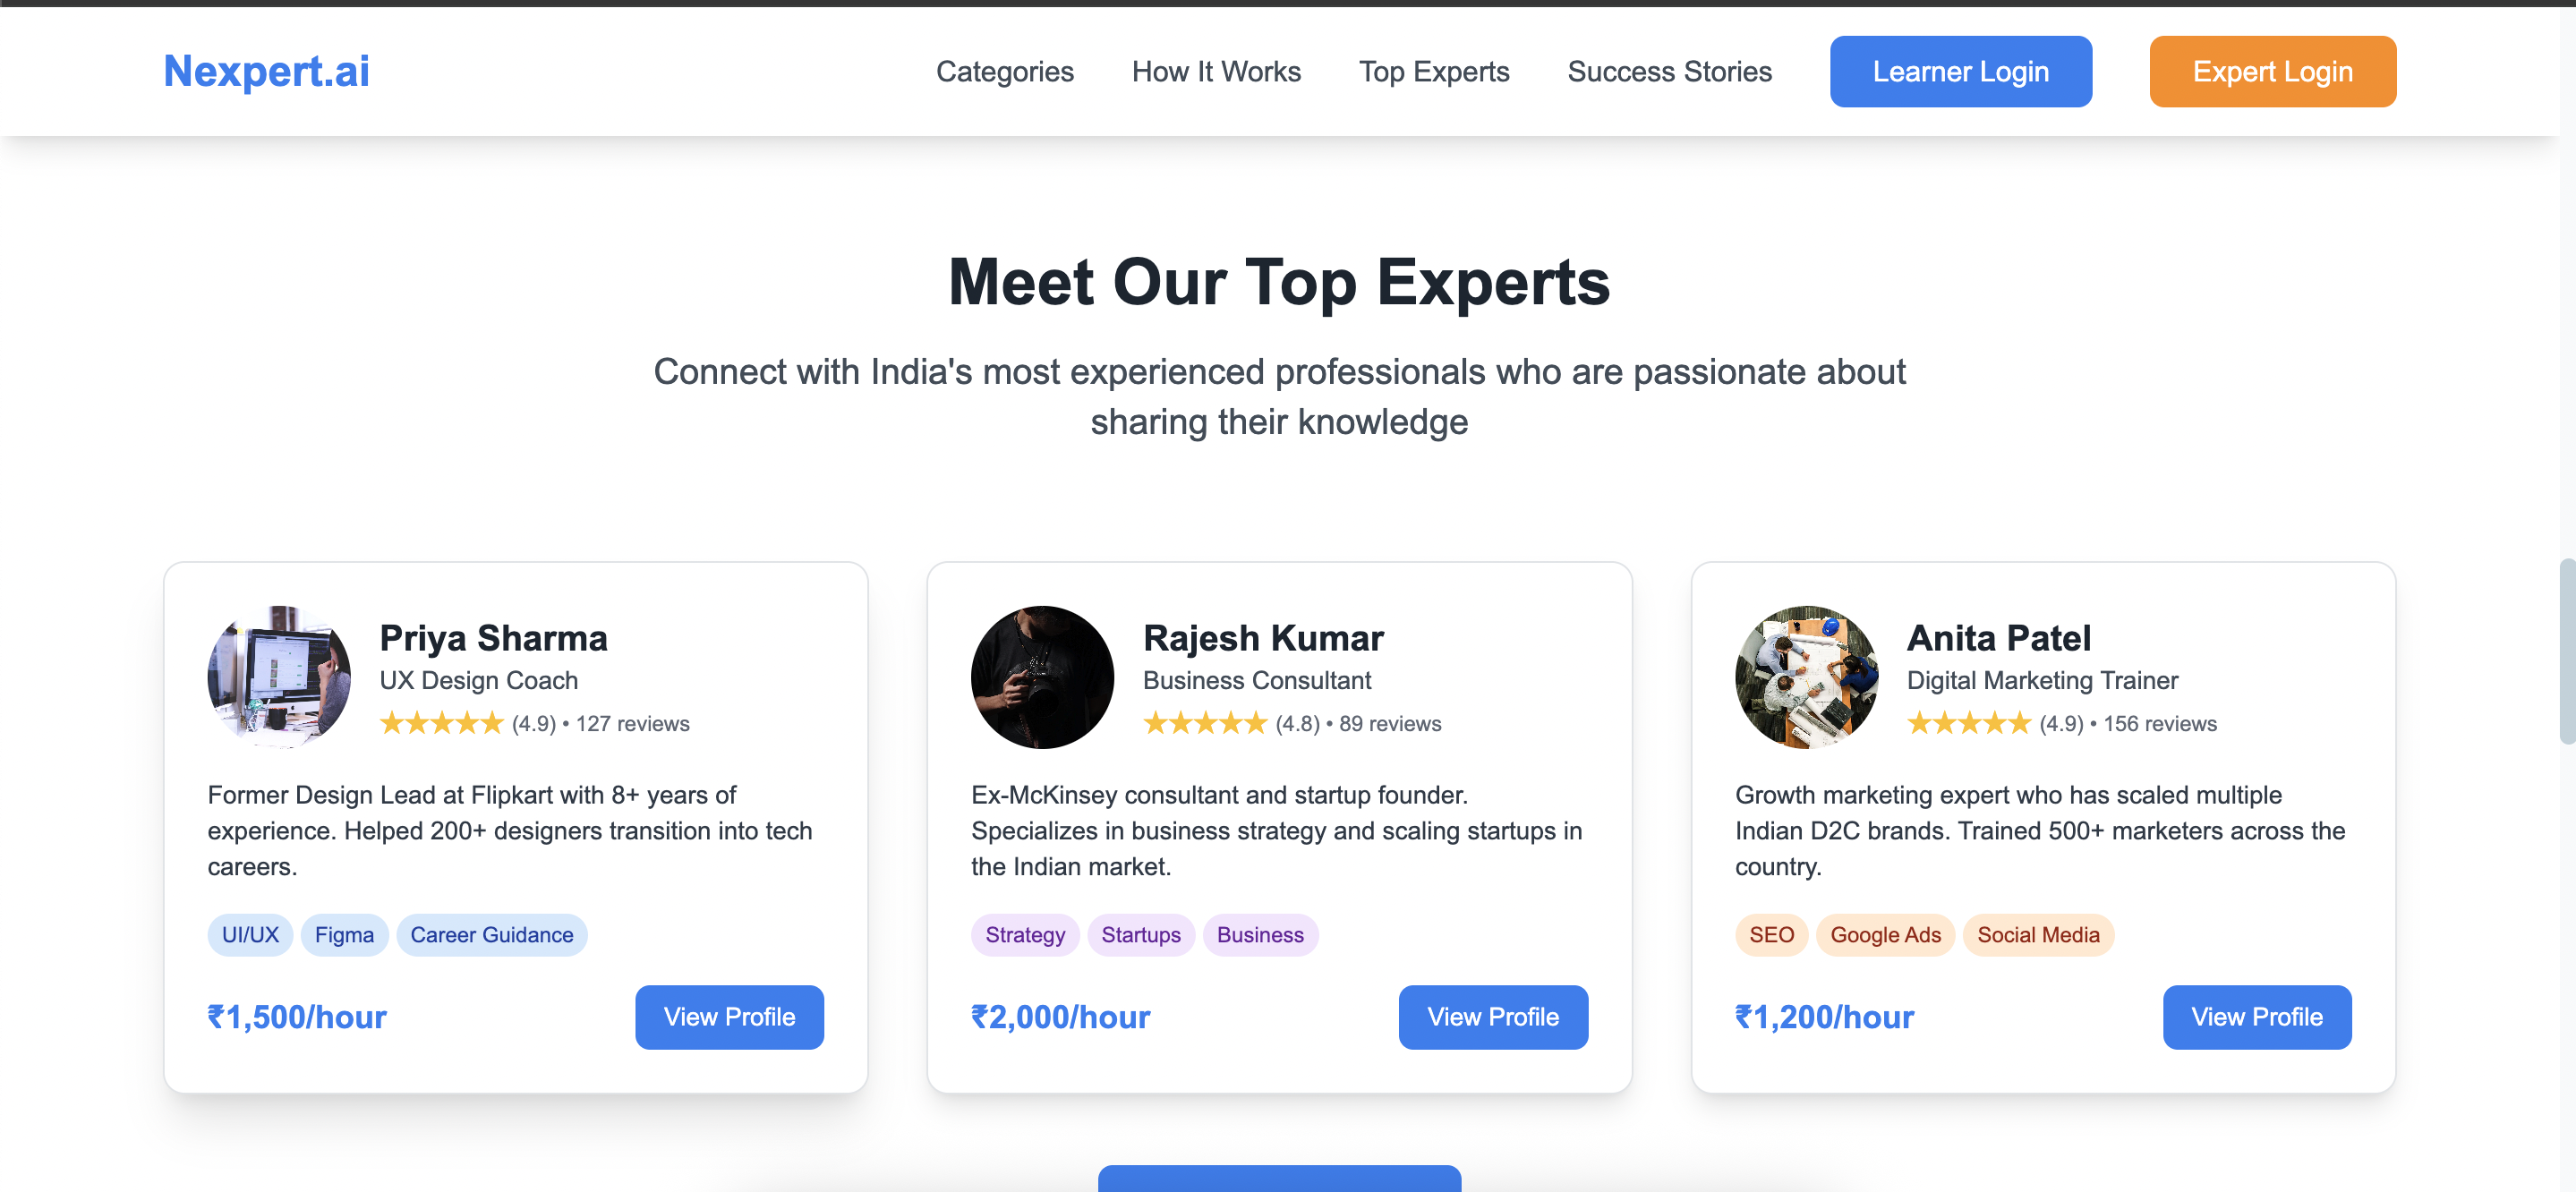 Nexpert.ai
Categories
How It Works
Top Experts
Success Stories
Learner Login
Expert Login
Meet Our Top Experts
Connect with India's most experienced professionals who are passionate about
sharing their knowledge
Priya Sharma
UX Design Coach
★★★★★ (4.9) • 127 reviews
Former Design Lead at Flipkart with 8+ years of
experience. Helped 200+ designers transition into tech
careers.
UI/UX Figma Career Guidance
₹1,500/hour
View Profile
Rajesh Kumar
Business Consultant
★★★★★ (4.8) • 89 reviews
Ex-McKinsey consultant and startup founder.
Specializes in business strategy and scaling startups in
the Indian market.
Strategy Startups Business
₹2,000/hour
View Profile
Anita Patel
Digital Marketing Trainer
★★★★★ (4.9) • 156 reviews
Growth marketing expert who has scaled multiple
Indian D2C brands. Trained 500+ marketers across the
country.
SEO Google Ads Social Media
₹1,200/hour
View Profile